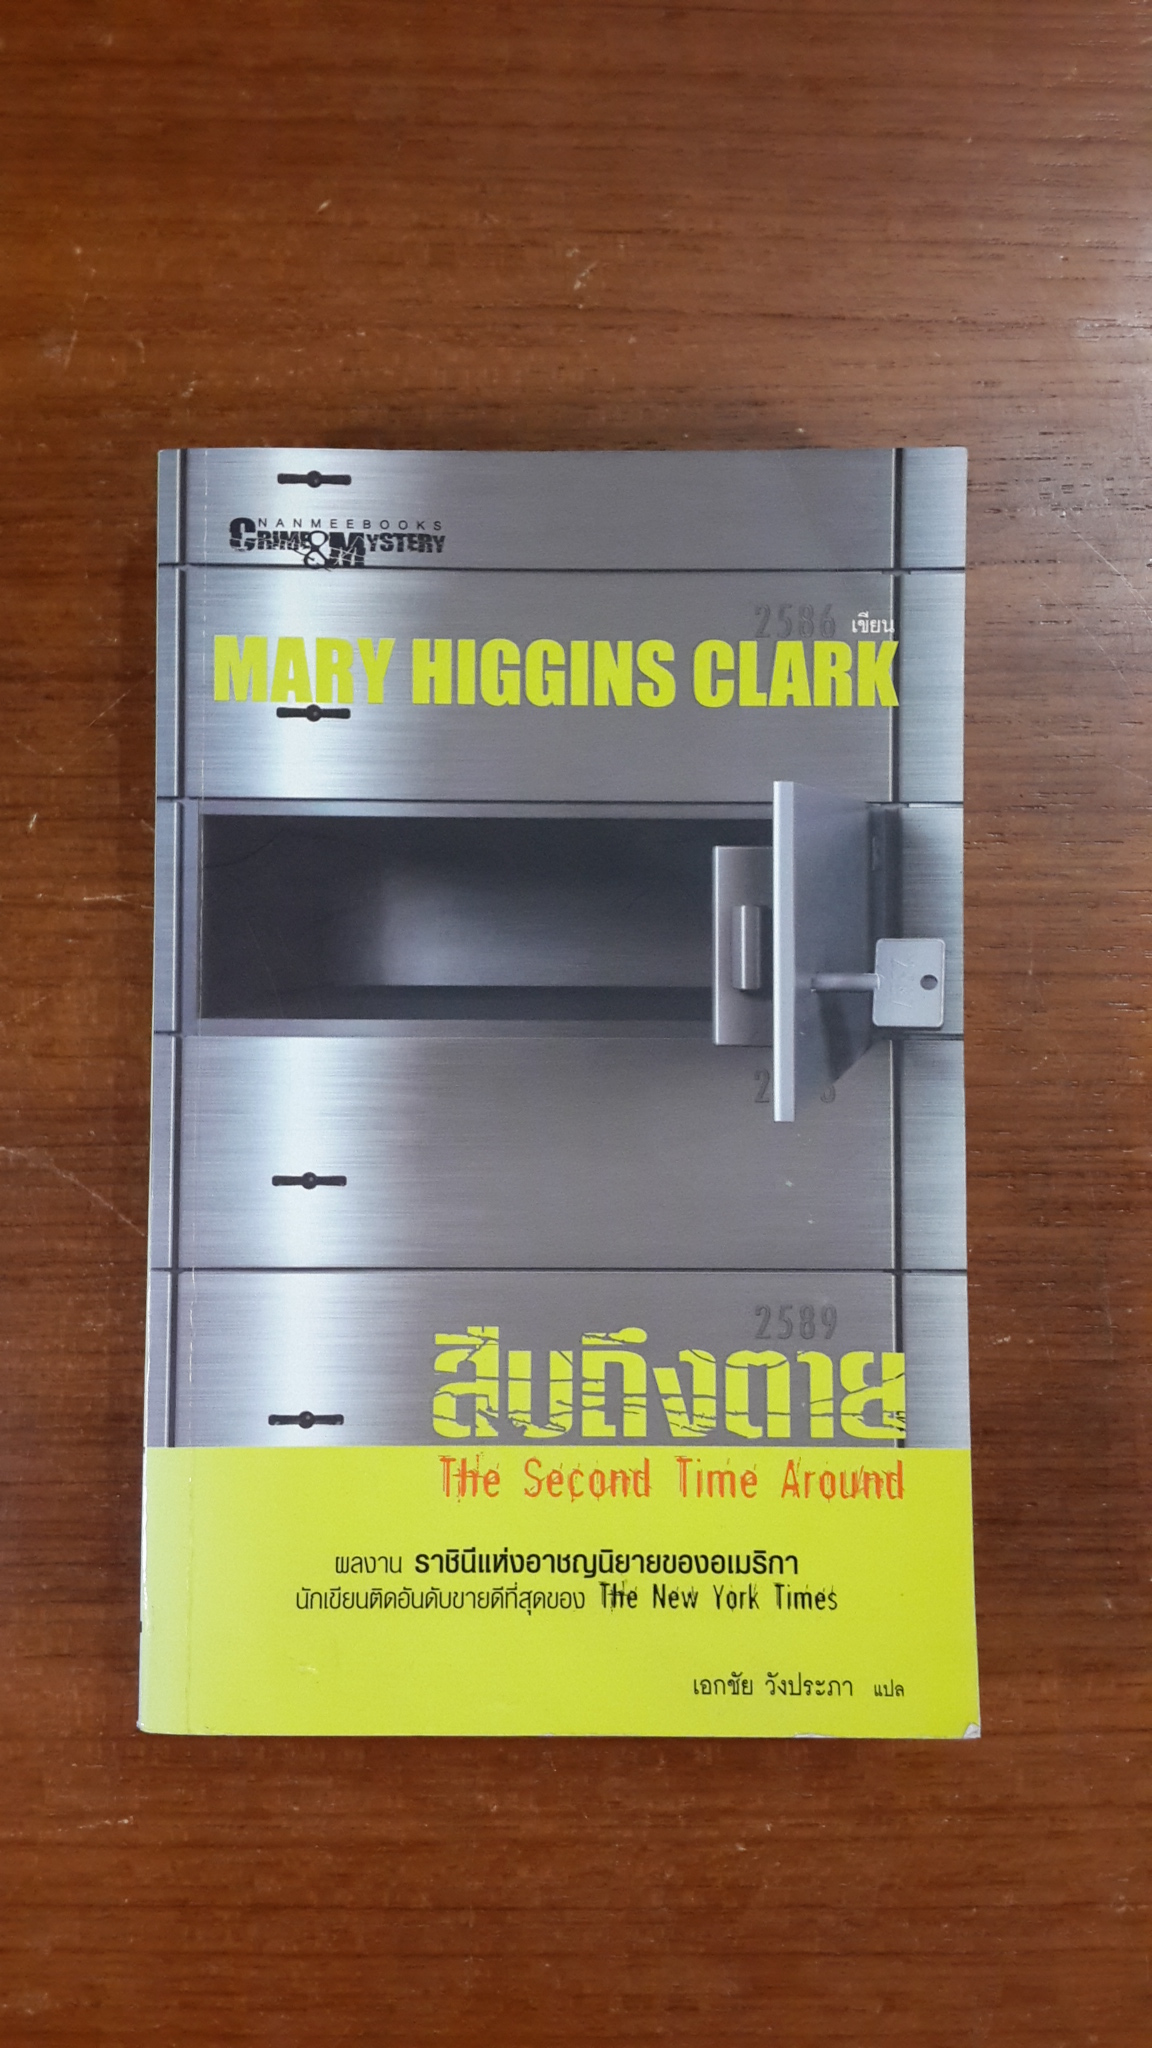 NANMEEBOOKS
CRIME & MYSTERY
2586 เขียน
MARY HIGGINS CLARK
2589
สืบถึงตาย
The Second Time Around
ผลงาน ราชินีแห่งอาชญนิยายของอเมริกา
นักเขียนติดอันดับขายดีที่สุดของ The New York Times
เอกชัย วังประภา แปล